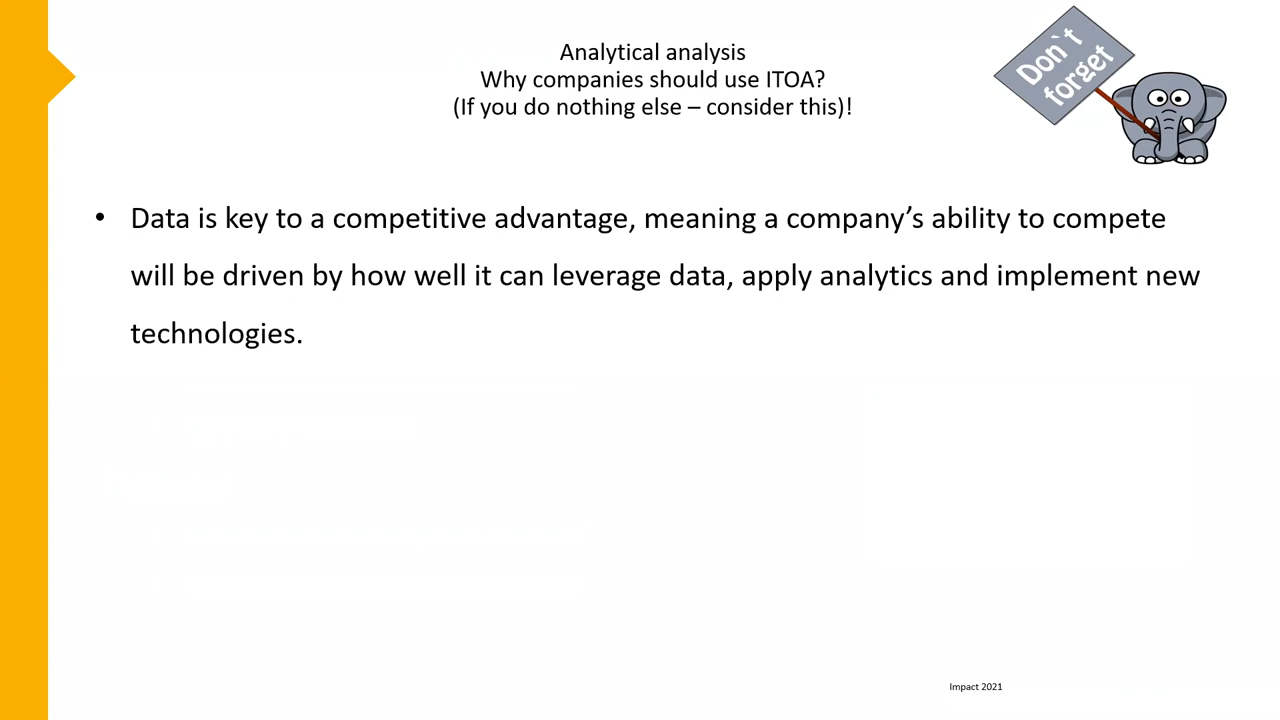 Analytical analysis
Why companies should use ITOA?
(If you do nothing else – consider this)!
Don`t
forget
• Data is key to a competitive advantage, meaning a company’s ability to compete
will be driven by how well it can leverage data, apply analytics and implement new
technologies.
Impact 2021